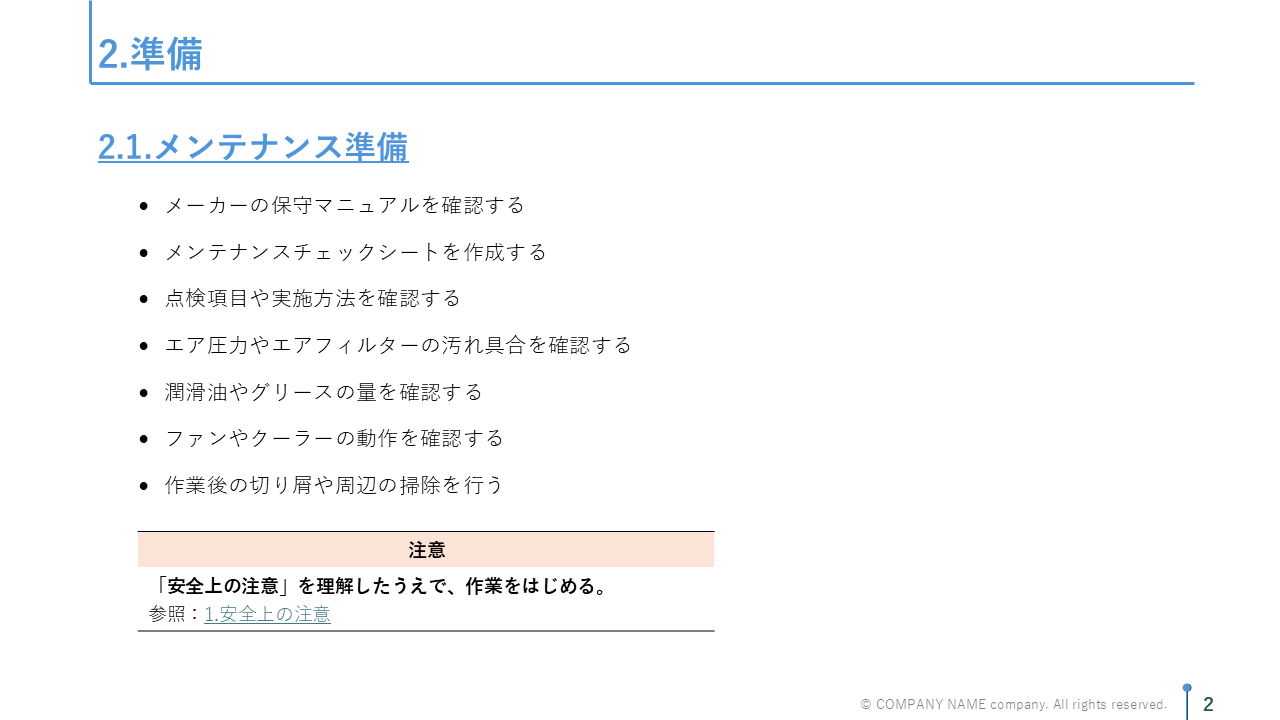 2.準備
2.1.メンテナンス準備
● メーカーの保守マニュアルを確認する
● メンテナンスチェックシートを作成する
● 点検項目や実施方法を確認する
● エア圧力やエアフィルターの汚れ具合を確認する
● 潤滑油やグリースの量を確認する
● ファンやクーラーの動作を確認する
● 作業後の切り屑や周辺の掃除を行う
注意
「安全上の注意」を理解したうえで、作業をはじめる。
参照：1.安全上の注意
© COMPANY NAME company. All rights reserved.
2